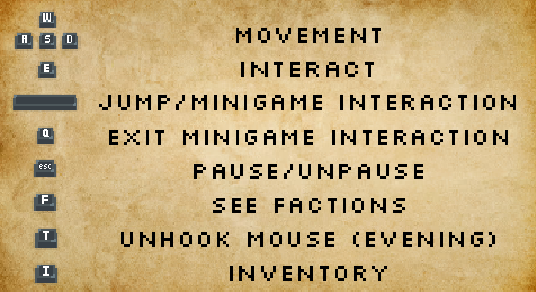 W
A S D MOVEMENT
E INTERACT
JUMP/MINIGAME INTERACTION
Q EXIT MINIGAME INTERACTION
esc PAUSE/UNPAUSE
F SEE FACTIONS
T UNHOOK MOUSE (EVENING)
I INVENTORY